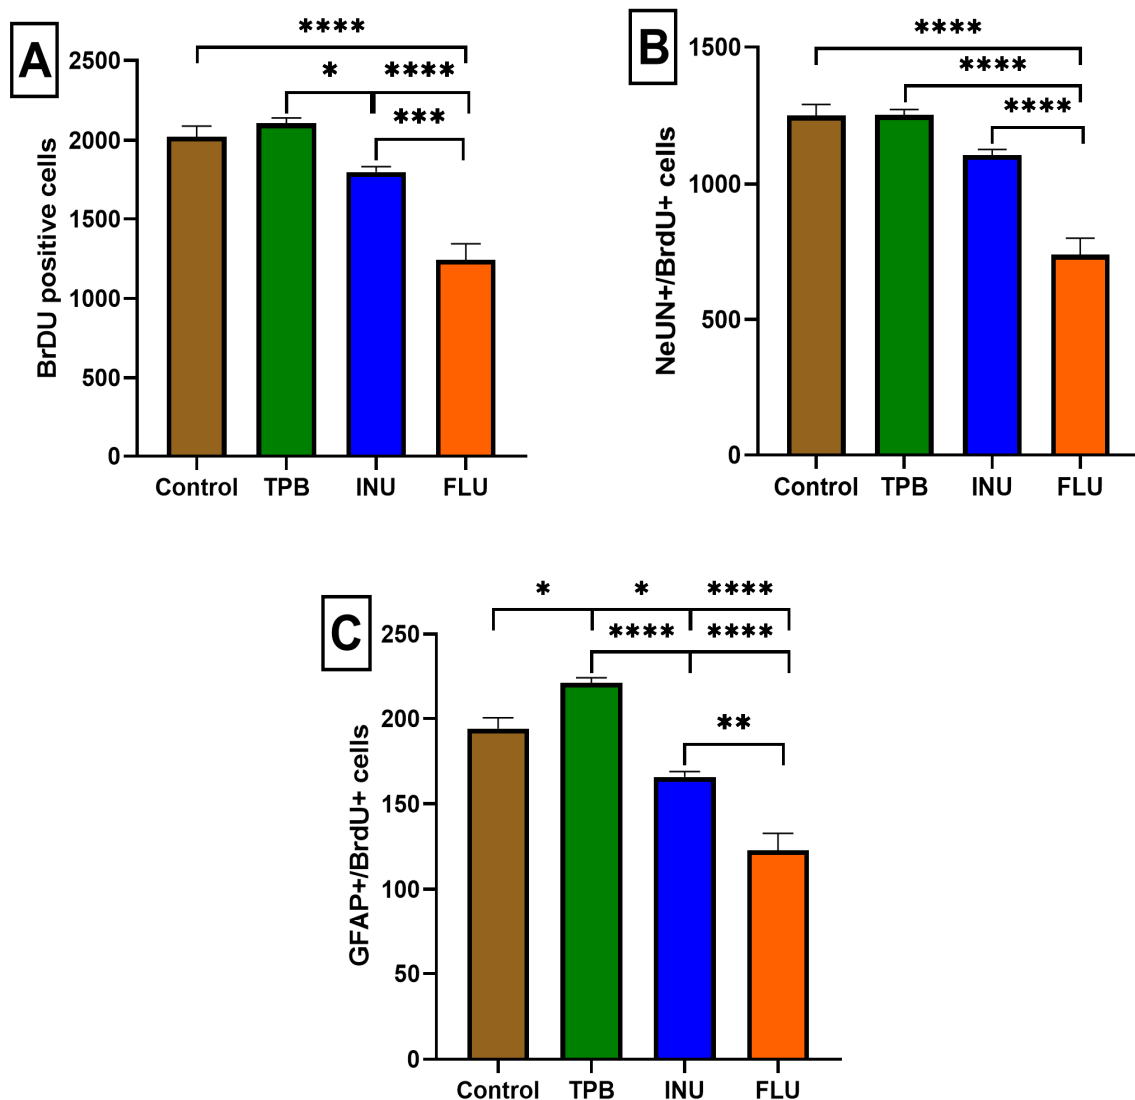 A
****
* ****
***
BrDU positive cells
2500
2000
1500
1000
500
0
Control TPB INU FLU
B
****
****
****
NeUN+/BrdU+ cells
1500
1000
500
0
Control TPB INU FLU
C
* * ****
**** ****
**
GFAP+/BrdU+ cells
250
200
150
100
50
0
Control TPB INU FLU